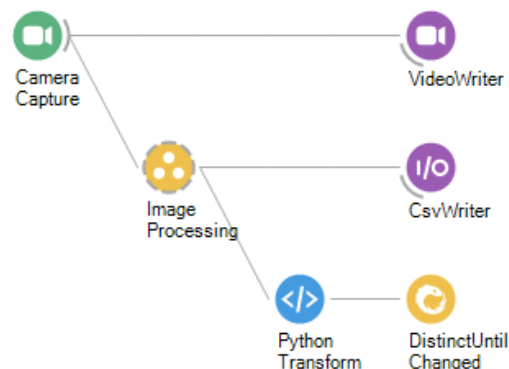 Camera
Capture
VideoWriter
Image
Processing
I/O
CsvWriter
</>
Python
Transform
DistinctUntil
Changed